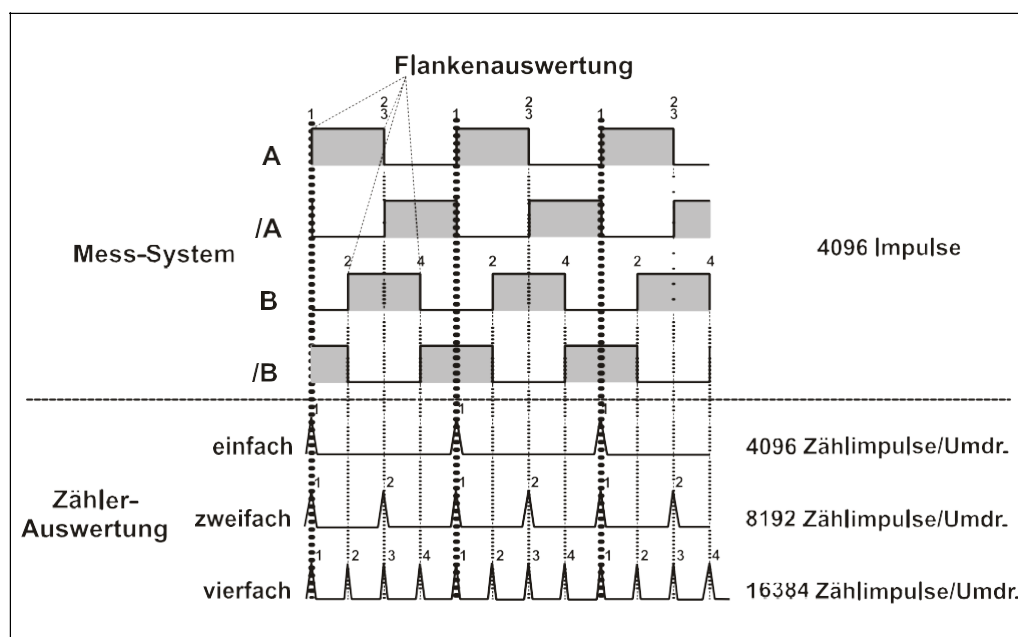 Flankenauswertung
1 2 1 2 1 2
3 3 3
A
/A
Mess-System
4096 Impulse
2 4 2 4 2 4
B
/B
1 1 1
einfach
4096 Zählimpulse/Umdr.
1 2 1 2 1 2
Zähler-
Auswertung
zweifach
8192 Zählimpulse/Umdr.
1 2 3 4 1 2 3 4 1 2 3 4
vierfach
16384 Zählimpulse/Umdr.